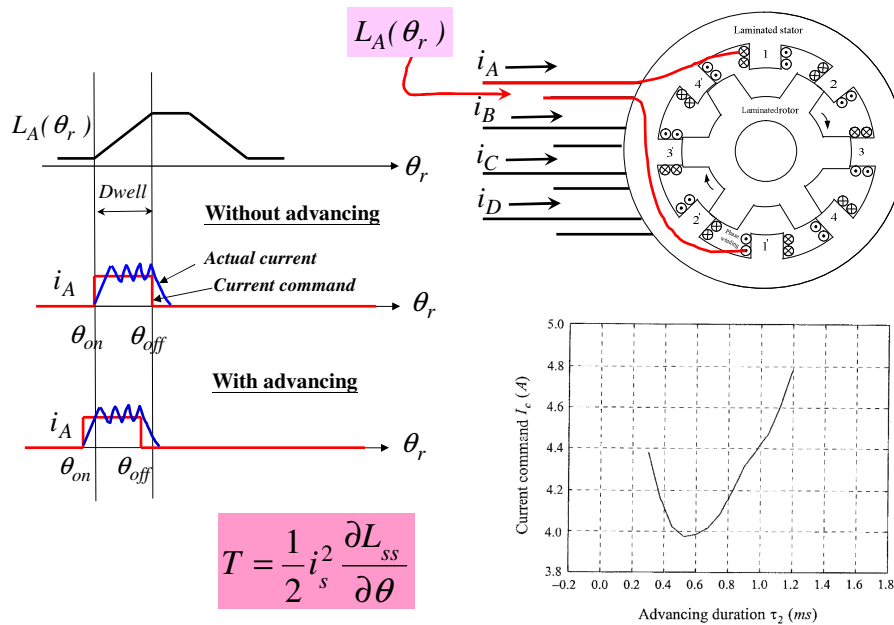 L_A(θ_r)
θ_r
Dwell
Without advancing
Actual current
Current command
i_A
θ_r
θ_on
θ_off
With advancing
i_A
θ_r
θ_on
θ_off
T = 1/2 i_s^2 ∂L_ss/∂θ
L_A(θ_r)
i_A
i_B
i_C
i_D
Laminated stator
Laminated rotor
Phase winding
1
2
3
4
1'
2'
3'
4'
5.0
4.8
4.6
4.4
4.2
4.0
3.8
Current command I_c (A)
−0.2 0.0 0.2 0.4 0.6 0.8 1.0 1.2 1.4 1.6 1.8
Advancing duration τ_2 (ms)